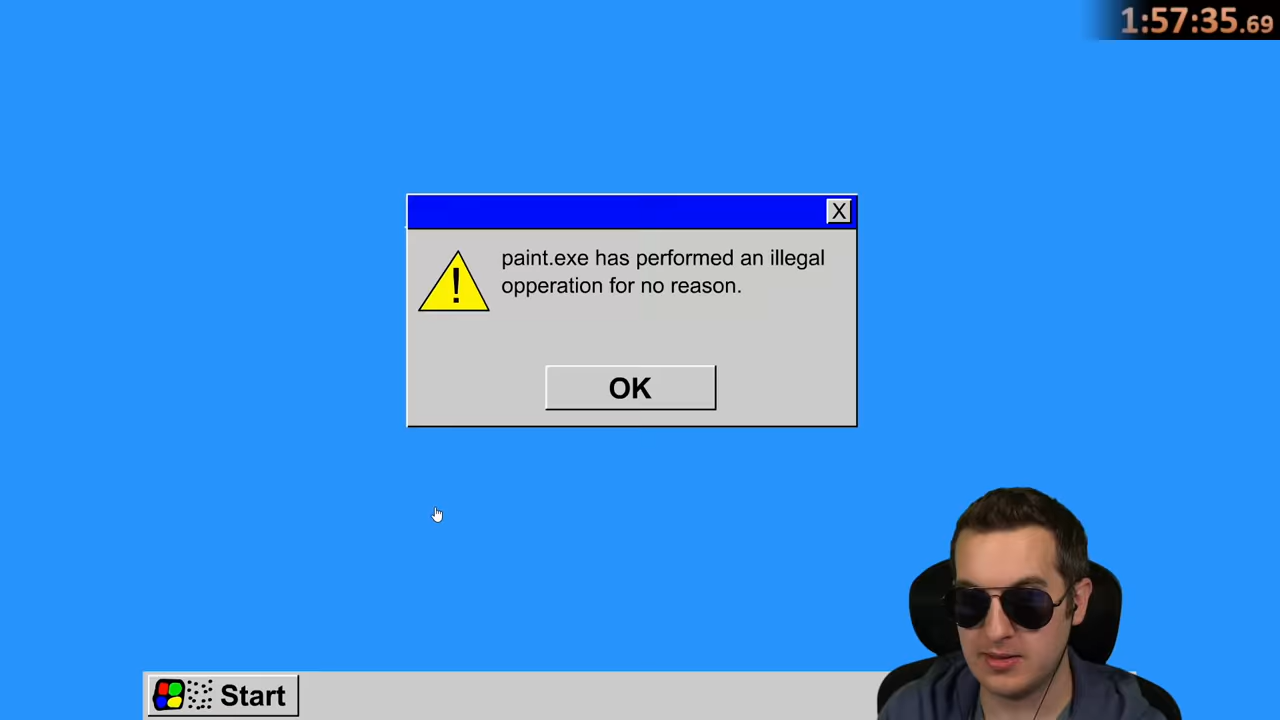 1:57:35.69
X
paint.exe has performed an illegal
opperation for no reason.
!
OK
Start